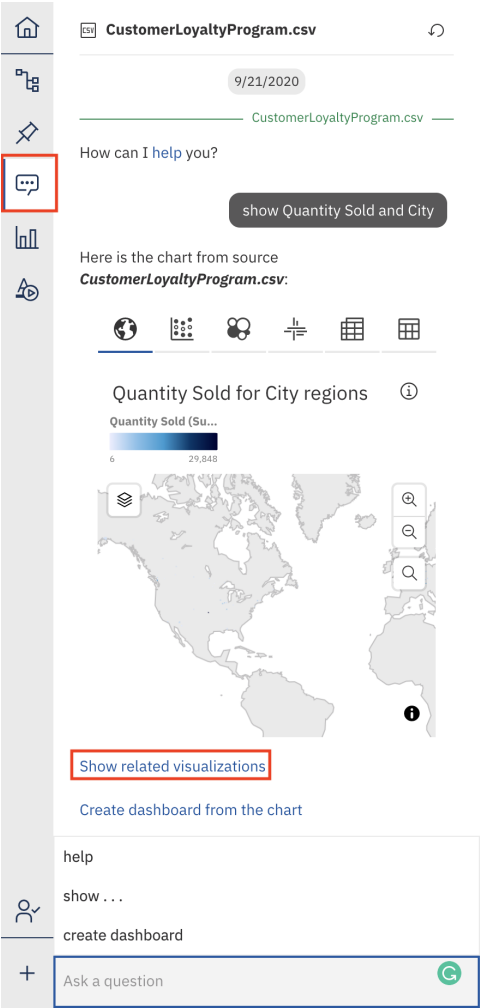 CSV CustomerLoyaltyProgram.csv
9/21/2020
CustomerLoyaltyProgram.csv
How can I help you?
show Quantity Sold and City
Here is the chart from source
CustomerLoyaltyProgram.csv:
Quantity Sold for City regions
Quantity Sold (Su...
6 29,848
Show related visualizations
Create dashboard from the chart
help
show . . .
create dashboard
Ask a question